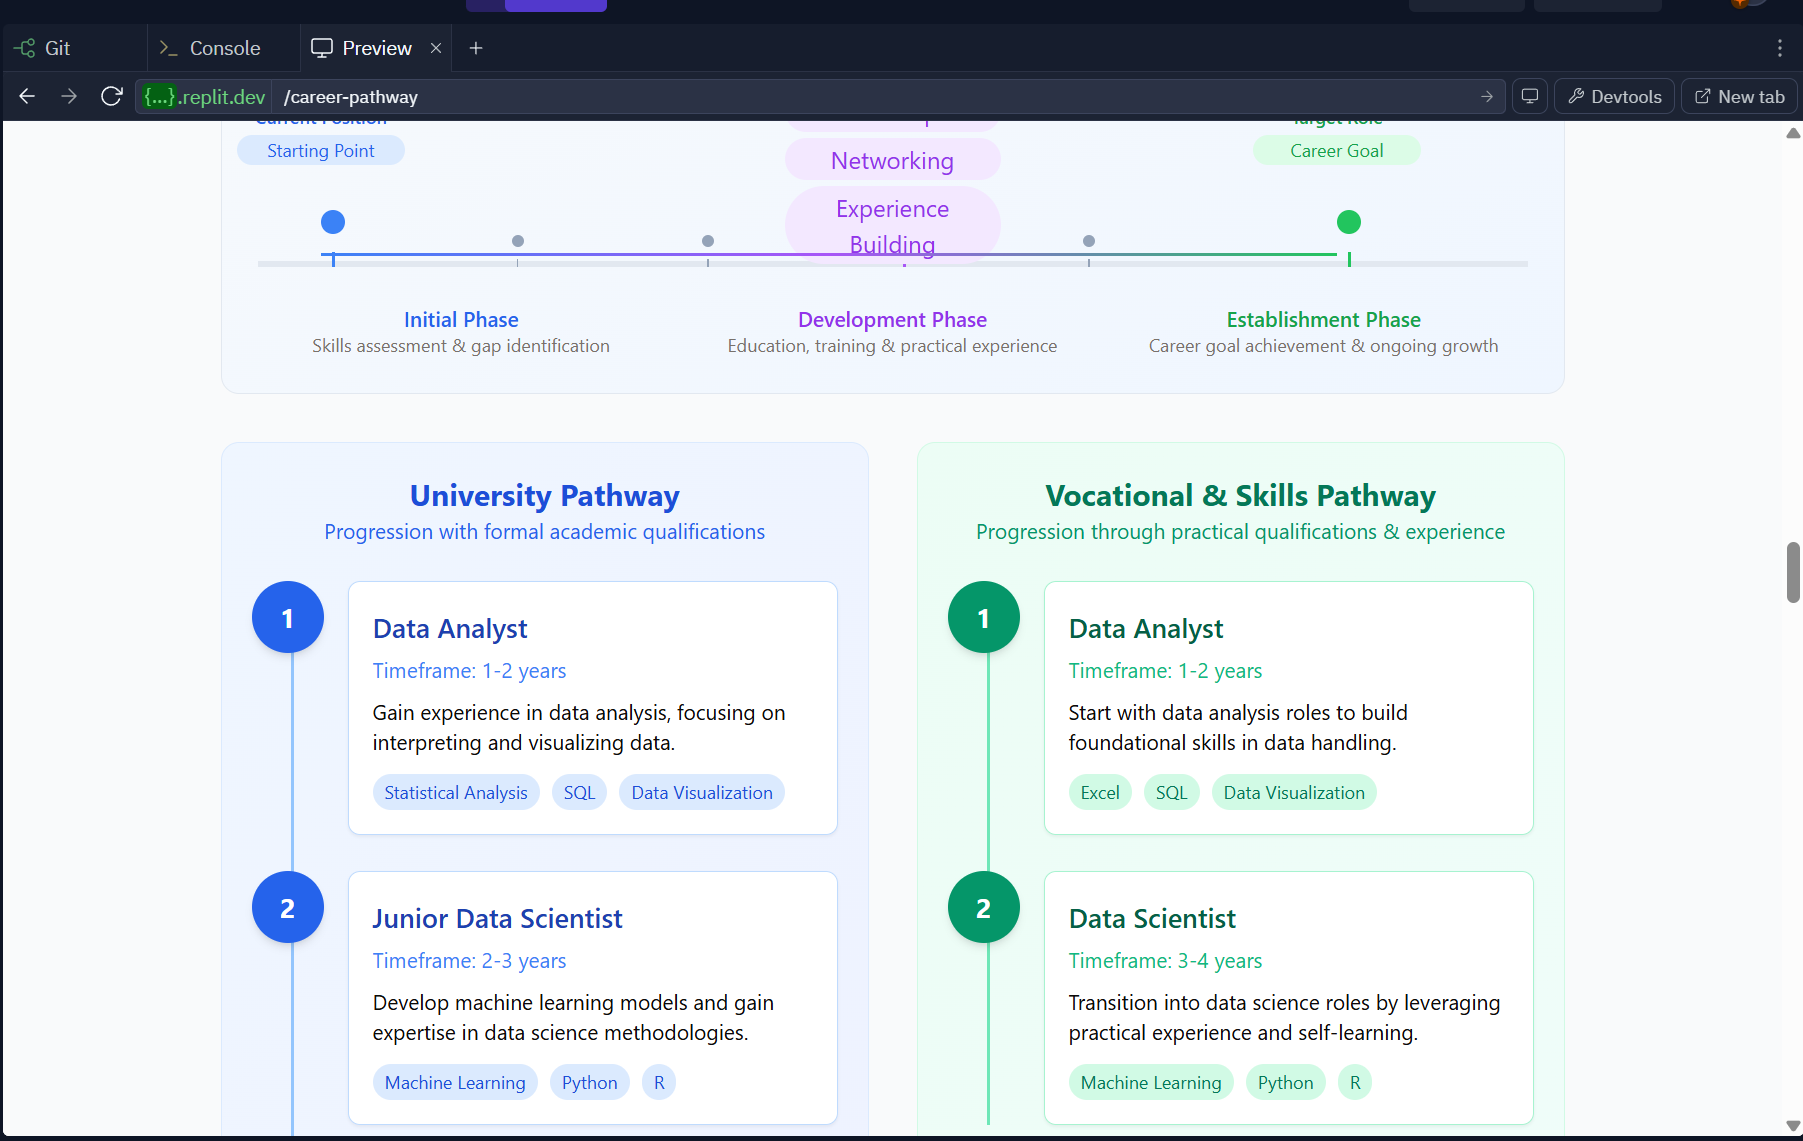 Git
Console
Preview
{...}.replit.dev /career-pathway
Devtools
New tab
Current Position
Target Role
Starting Point
Networking
Career Goal
Experience
Building
Initial Phase
Skills assessment & gap identification
Development Phase
Education, training & practical experience
Establishment Phase
Career goal achievement & ongoing growth
University Pathway
Progression with formal academic qualifications
1
Data Analyst
Timeframe: 1-2 years
Gain experience in data analysis, focusing on
interpreting and visualizing data.
Statistical Analysis SQL Data Visualization
2
Junior Data Scientist
Timeframe: 2-3 years
Develop machine learning models and gain
expertise in data science methodologies.
Machine Learning Python R
Vocational & Skills Pathway
Progression through practical qualifications & experience
1
Data Analyst
Timeframe: 1-2 years
Start with data analysis roles to build
foundational skills in data handling.
Excel SQL Data Visualization
2
Data Scientist
Timeframe: 3-4 years
Transition into data science roles by leveraging
practical experience and self-learning.
Machine Learning Python R